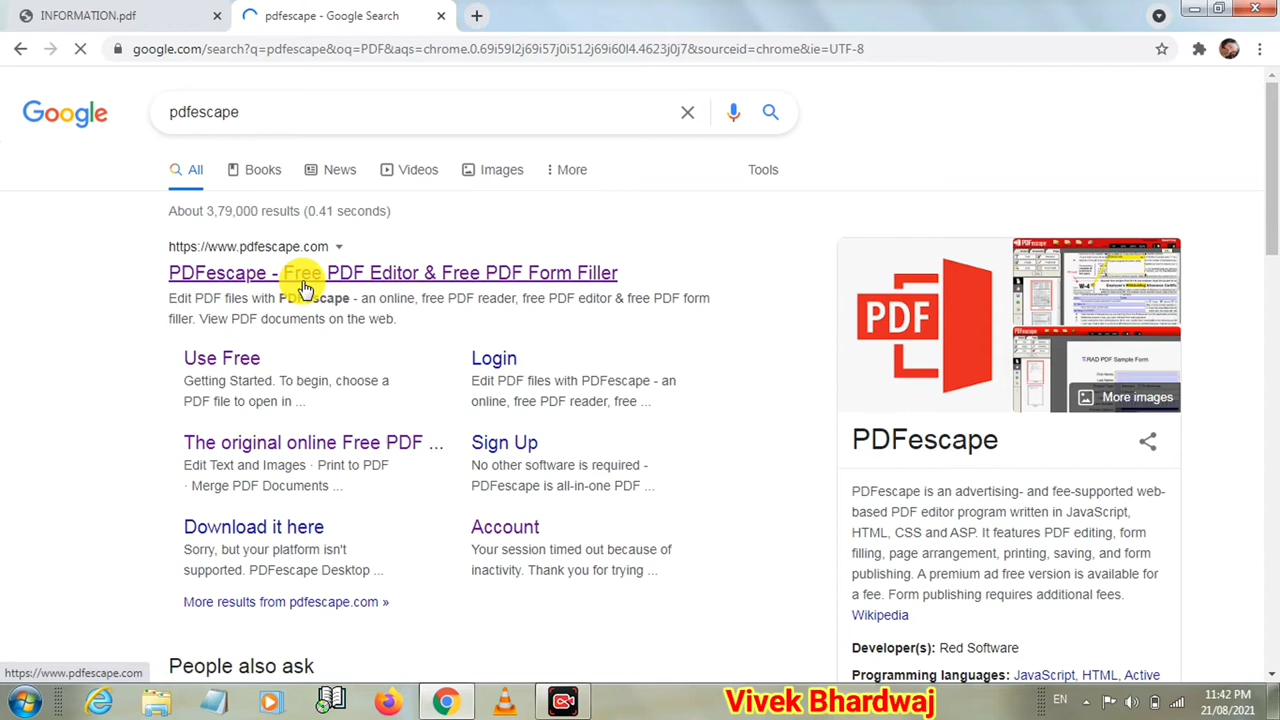 INFORMATION.pdf
pdfescape - Google Search
google.com/search?q=pdfescape&oq=PDF&aqs=chrome.0.69i59l2j69i57j0i512j69i60l4.4623j0j7&sourceid=chrome&ie=UTF-8
Google
pdfescape
All
Books
News
Videos
Images
More
Tools
About 3,79,000 results (0.41 seconds)
https://www.pdfescape.com
PDFescape - Free PDF Editor & Free PDF Form Filler
Edit PDF files with PDFescape - an online, free PDF reader, free PDF editor & free PDF form
filler. View PDF documents on the web.
Use Free
Getting Started. To begin, choose a
PDF file to open in ...
Login
Edit PDF files with PDFescape - an
online, free PDF reader, free ...
The original online Free PDF ...
Edit Text and Images · Print to PDF
· Merge PDF Documents ...
Sign Up
No other software is required -
PDFescape is all-in-one PDF ...
Download it here
Sorry, but your platform isn't
supported. PDFescape Desktop ...
Account
Your session timed out because of
inactivity. Thank you for trying ...
More results from pdfescape.com »
People also ask
PDF
W-4
PDF Sample Form
More images
PDFescape
PDFescape is an advertising- and fee-supported web-
based PDF editor program written in JavaScript,
HTML, CSS and ASP. It features PDF editing, form
filling, page arrangement, printing, saving, and form
publishing. A premium ad free version is available for
a fee. Form publishing requires additional fees.
Wikipedia
Developer(s): Red Software
Programming languages: JavaScript, HTML, Active
https://www.pdfescape.com
Vivek Bhardwaj
EN
11:42 PM
21/08/2021